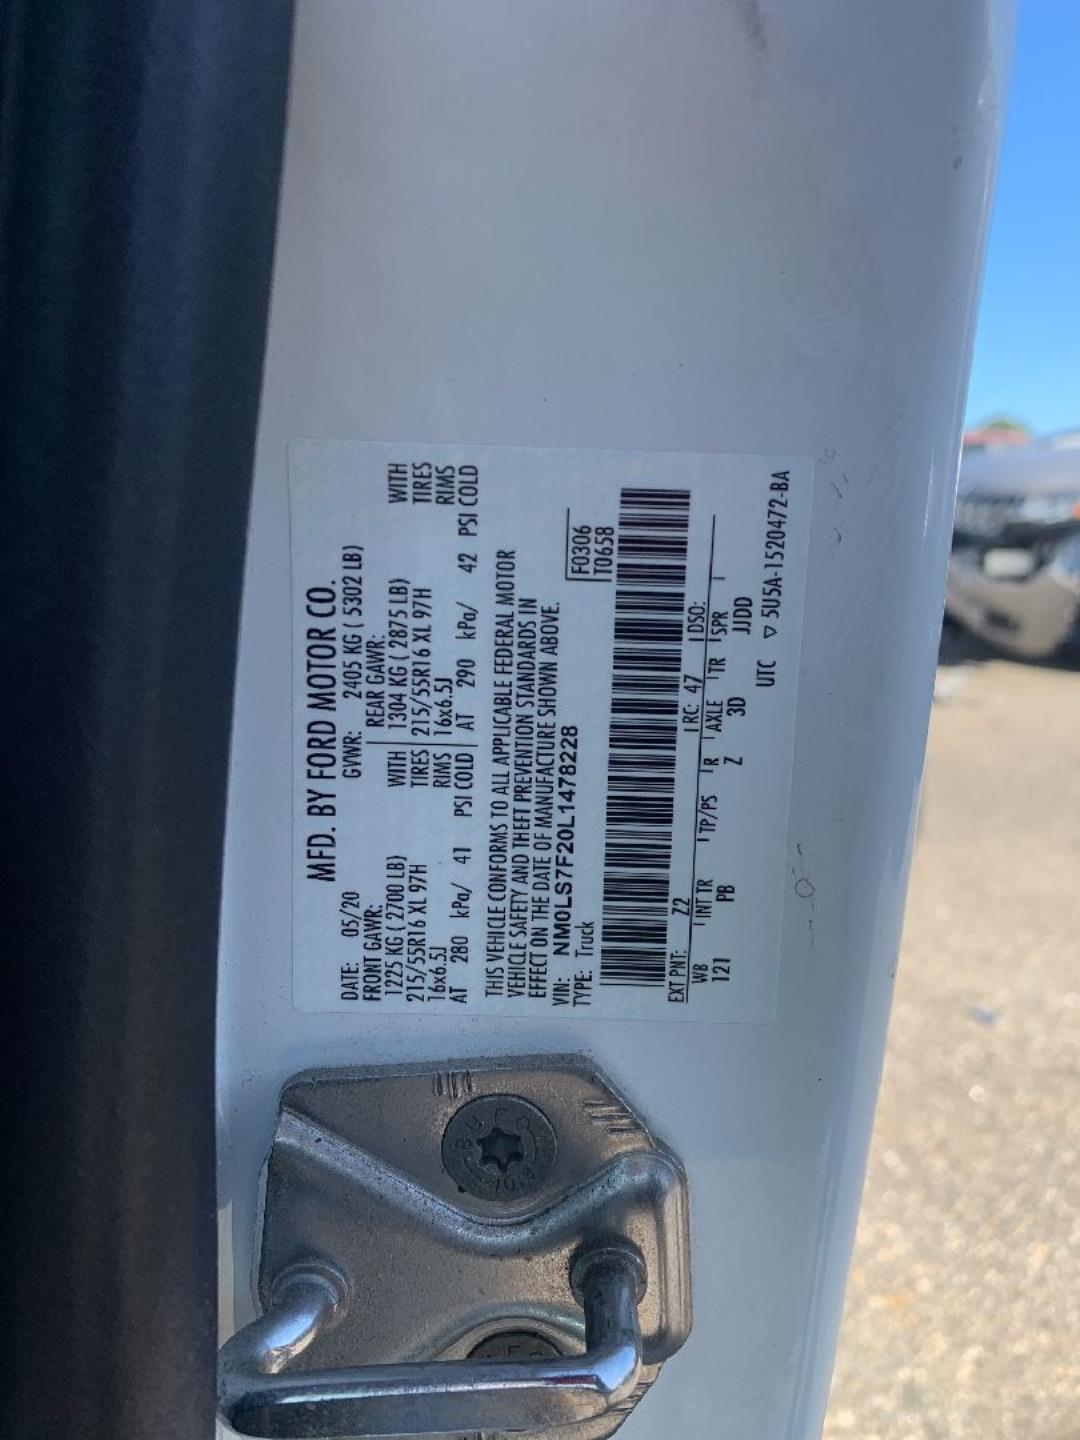 MFD. BY FORD MOTOR CO.
DATE: 05/20 GVWR: 2405 KG ( 5302 LB)
FRONT GAWR: REAR GAWR:
1225 KG ( 2700 LB) WITH 1304 KG ( 2875 LB) WITH
215/55R16 XL 97H TIRES 215/55R16 XL 97H TIRES
16x6.5J RIMS 16x6.5J RIMS
AT 280 kPa/ 41 PSI COLD AT 290 kPa/ 42 PSI COLD
THIS VEHICLE CONFORMS TO ALL APPLICABLE FEDERAL MOTOR
VEHICLE SAFETY AND THEFT PREVENTION STANDARDS IN
EFFECT ON THE DATE OF MANUFACTURE SHOWN ABOVE.
VIN: NM0LS7F20L1478228 F0306
TYPE: Truck T0658
EXT PNT: Z2 RC: 47 DSO:
WB INT TR TP/PS R AXLE TR SPR
121 PB Z 3D JJDD
UTC ▽ 5U5A-1520472-BA